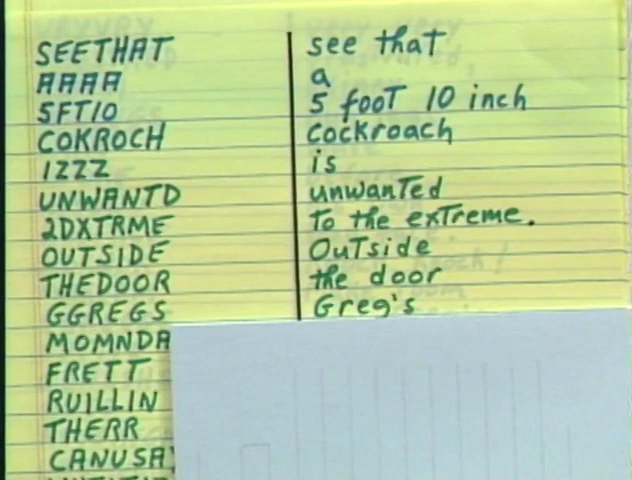 SEETHAT see that
AAAA a
5FT10 5 foot 10 inch
COKROCH cockroach
IZZZ is
UNWANTD unwanted
2DXTRME to the extreme.
OUTSIDE Outside
THEDOOR the door
GGREGS Greg's
MOMNDA
FRETT
RUILLIN
THERR
CANUSA